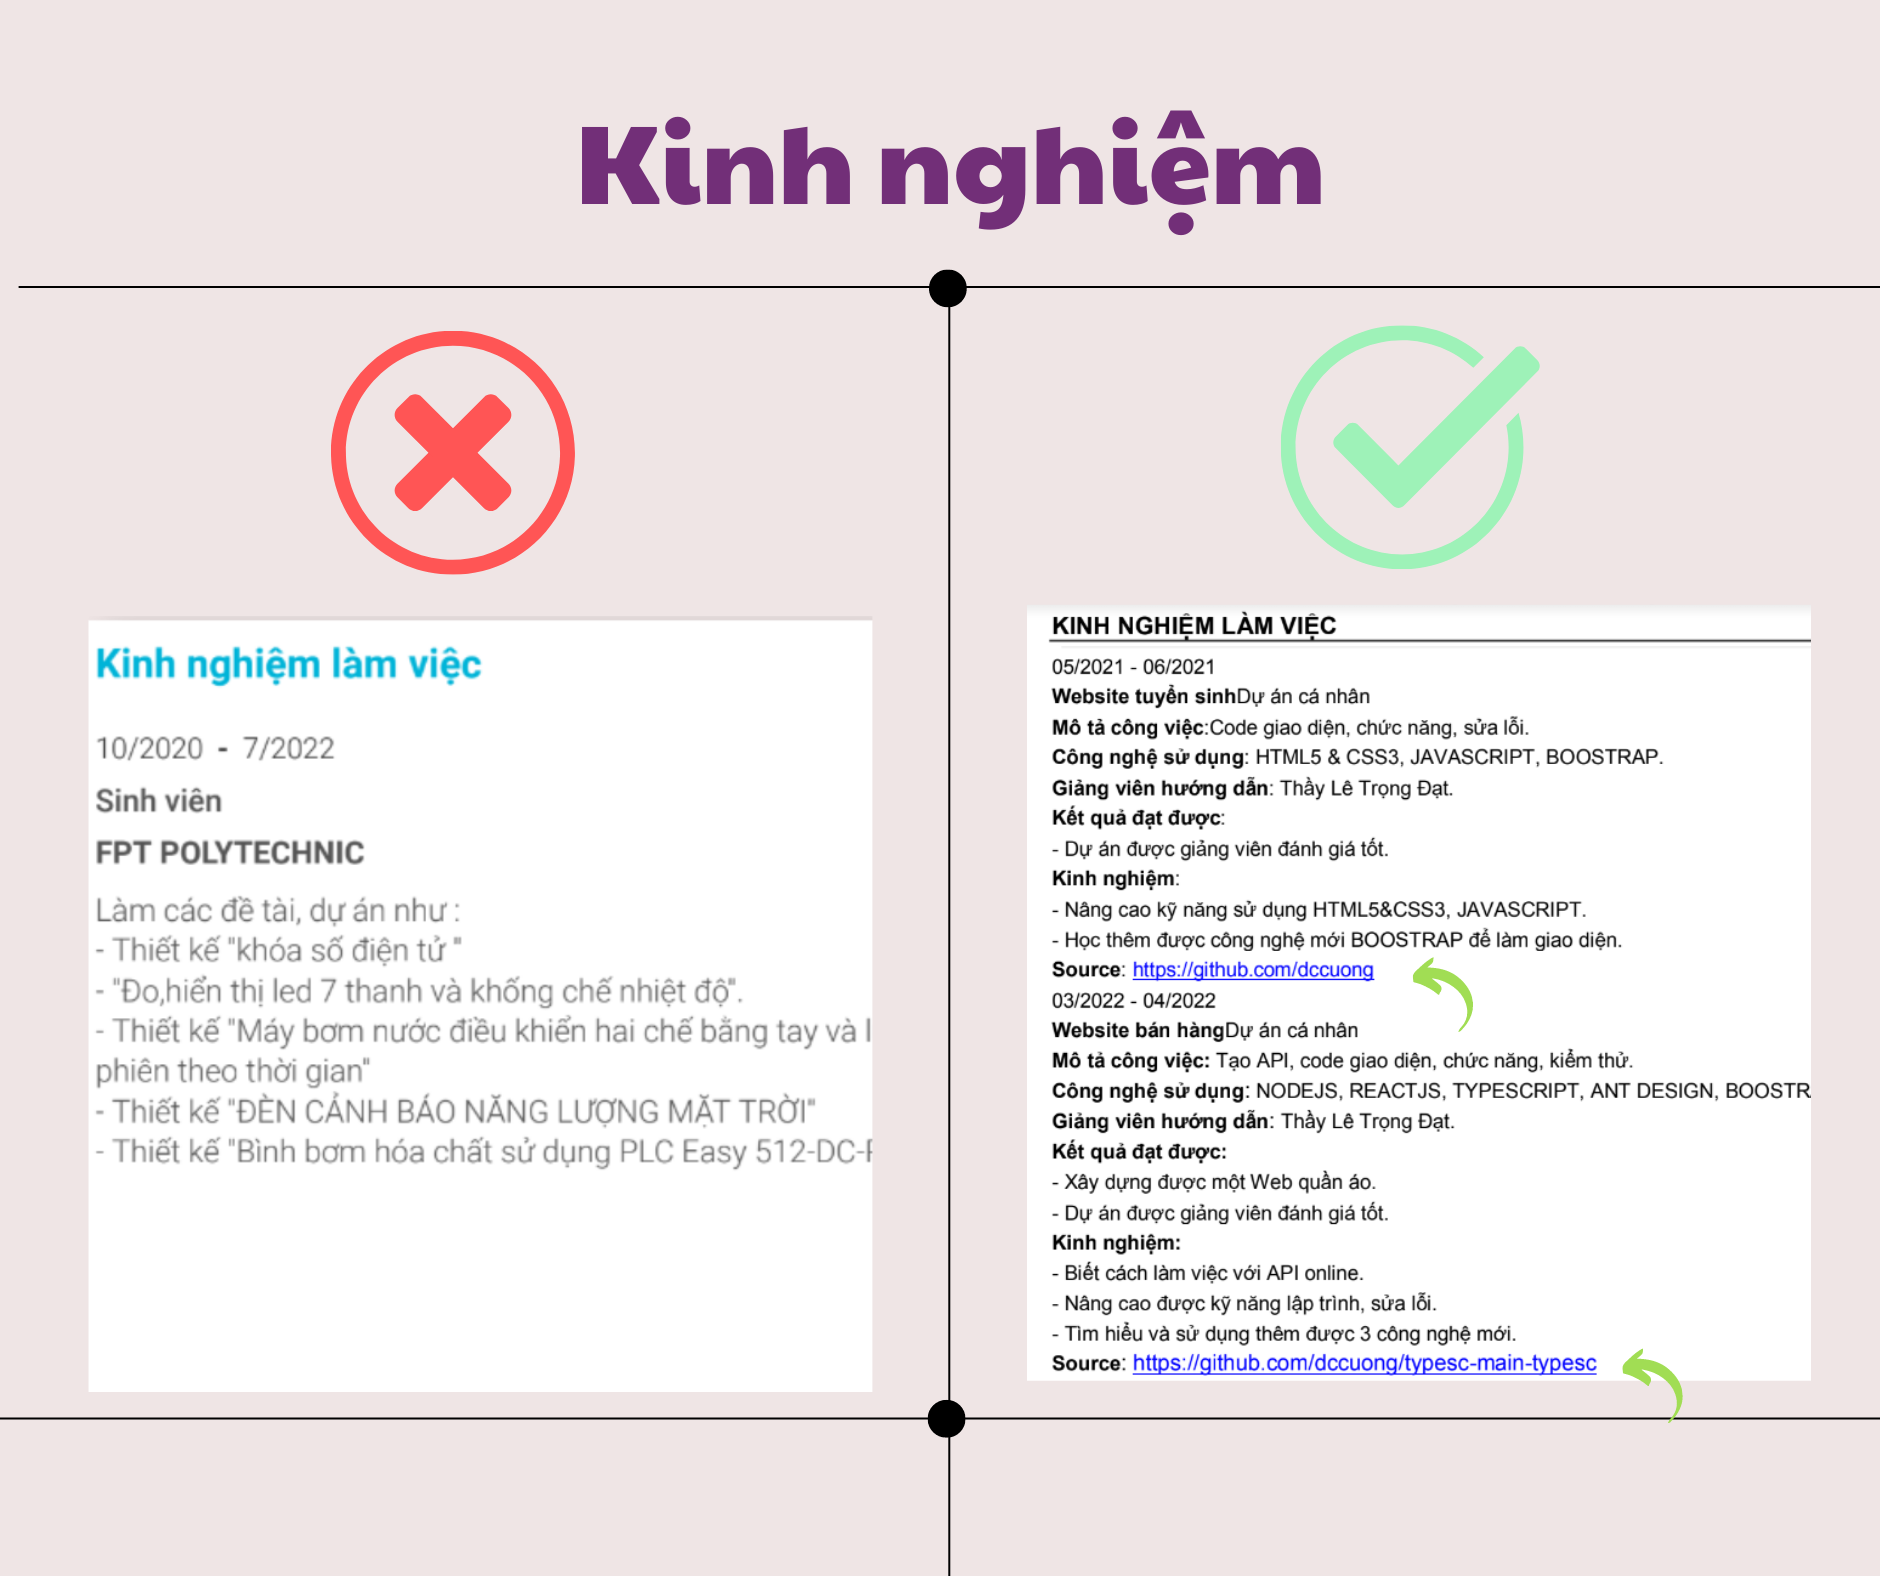 Kinh nghiệm
Kinh nghiệm làm việc
10/2020 - 7/2022
Sinh viên
FPT POLYTECHNIC
Làm các đề tài, dự án như :
- Thiết kế "khóa số điện tử "
- "Đo,hiển thị led 7 thanh và khống chế nhiệt độ".
- Thiết kế "Máy bơm nước điều khiển hai chế bằng tay và l
phiên theo thời gian"
- Thiết kế "ĐÈN CẢNH BÁO NĂNG LƯỢNG MẶT TRỜI"
- Thiết kế "Bình bơm hóa chất sử dụng PLC Easy 512-DC-
KINH NGHIỆM LÀM VIỆC
05/2021 - 06/2021
Website tuyển sinhDự án cá nhân
Mô tả công việc:Code giao diện, chức năng, sửa lỗi.
Công nghệ sử dụng: HTML5 & CSS3, JAVASCRIPT, BOOSTRAP.
Giảng viên hướng dẫn: Thầy Lê Trọng Đạt.
Kết quả đạt được:
- Dự án được giảng viên đánh giá tốt.
Kinh nghiệm:
- Nâng cao kỹ năng sử dụng HTML5&CSS3, JAVASCRIPT.
- Học thêm được công nghệ mới BOOSTRAP để làm giao diện.
Source: https://github.com/dccuong
03/2022 - 04/2022
Website bán hàngDự án cá nhân
Mô tả công việc: Tạo API, code giao diện, chức năng, kiểm thử.
Công nghệ sử dụng: NODEJS, REACTJS, TYPESCRIPT, ANT DESIGN, BOOSTR
Giảng viên hướng dẫn: Thầy Lê Trọng Đạt.
Kết quả đạt được:
- Xây dựng được một Web quần áo.
- Dự án được giảng viên đánh giá tốt.
Kinh nghiệm:
- Biết cách làm việc với API online.
- Nâng cao được kỹ năng lập trình, sửa lỗi.
- Tìm hiểu và sử dụng thêm được 3 công nghệ mới.
Source: https://github.com/dccuong/typesc-main-typesc